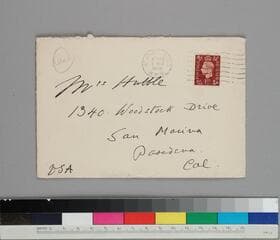 Mrs Hubble
1340 Woodstock Drive
San Marino
Pasadena
Cal.
USA